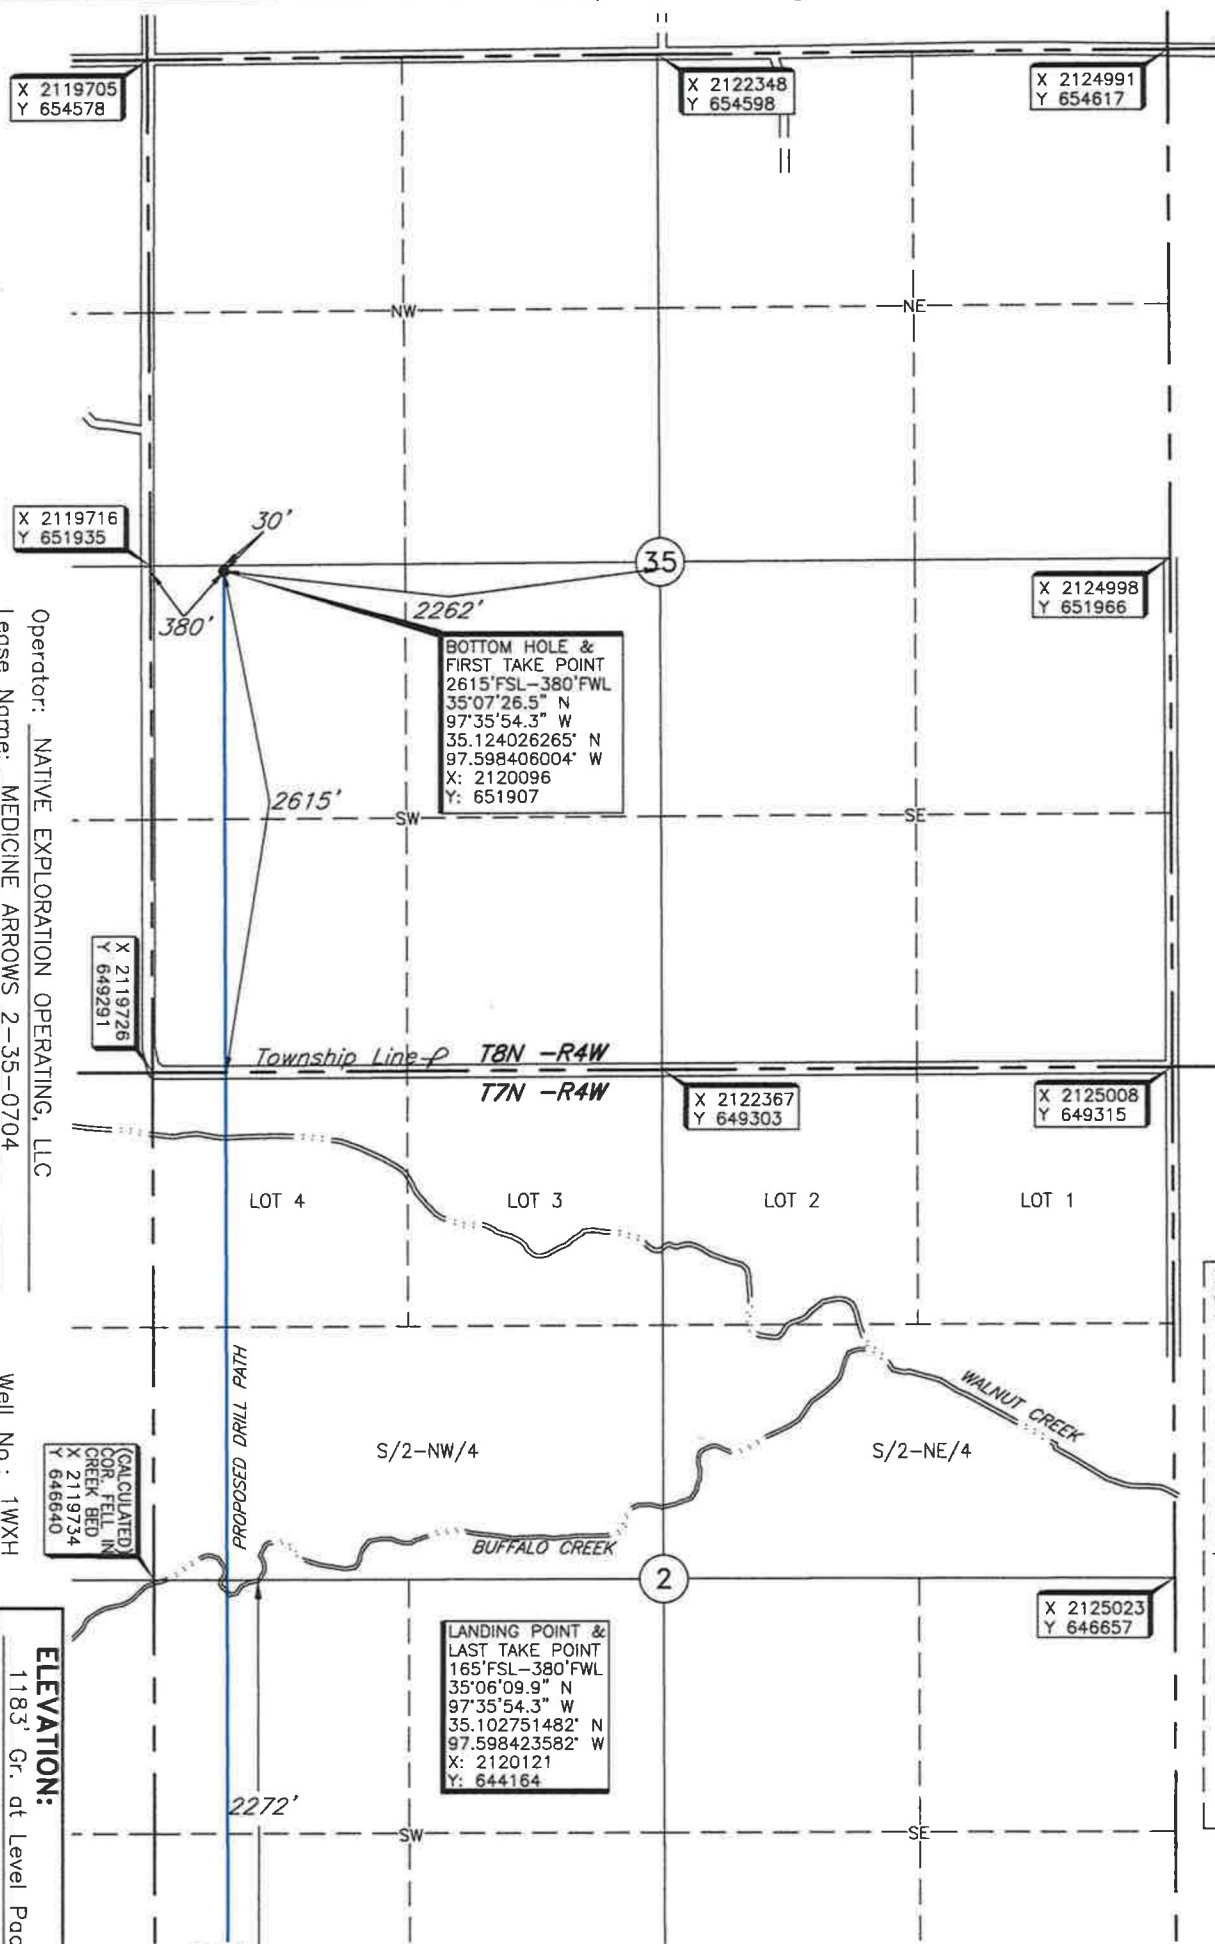 X 2119705
Y 654578
X 2122348
Y 654598
X 2124991
Y 654617
NW
NE
X 2119716
Y 651935
30'
35
380'
2262'
X 2124998
Y 651966
BOTTOM HOLE &
FIRST TAKE POINT
2615'FSL-380'FWL
35°07'26.5" N
97°35'54.3" W
35.124026265° N
97.598406004° W
X: 2120096
Y: 651907
2615'
SW
SE
X 2119726
Y 649291
Township Line
T8N -R4W
T7N -R4W
X 2122367
Y 649303
X 2125008
Y 649315
LOT 4
LOT 3
LOT 2
LOT 1
PROPOSED DRILL PATH
S/2-NW/4
S/2-NE/4
WALNUT CREEK
BUFFALO CREEK
(CALCULATED)
COR. FELL IN
CREEK BED
X 2119734
Y 646640
2
X 2125023
Y 646657
LANDING POINT &
LAST TAKE POINT
165'FSL-380'FWL
35°06'09.9" N
97°35'54.3" W
35.102751482° N
97.598423582° W
X: 2120121
Y: 644164
2272'
SW
SE
Operator: NATIVE EXPLORATION OPERATING, LLC
Lease Name: MEDICINE ARROWS 2-35-0704
Well No.: 1WXH
ELEVATION:
1183' Gr. at Level Pad